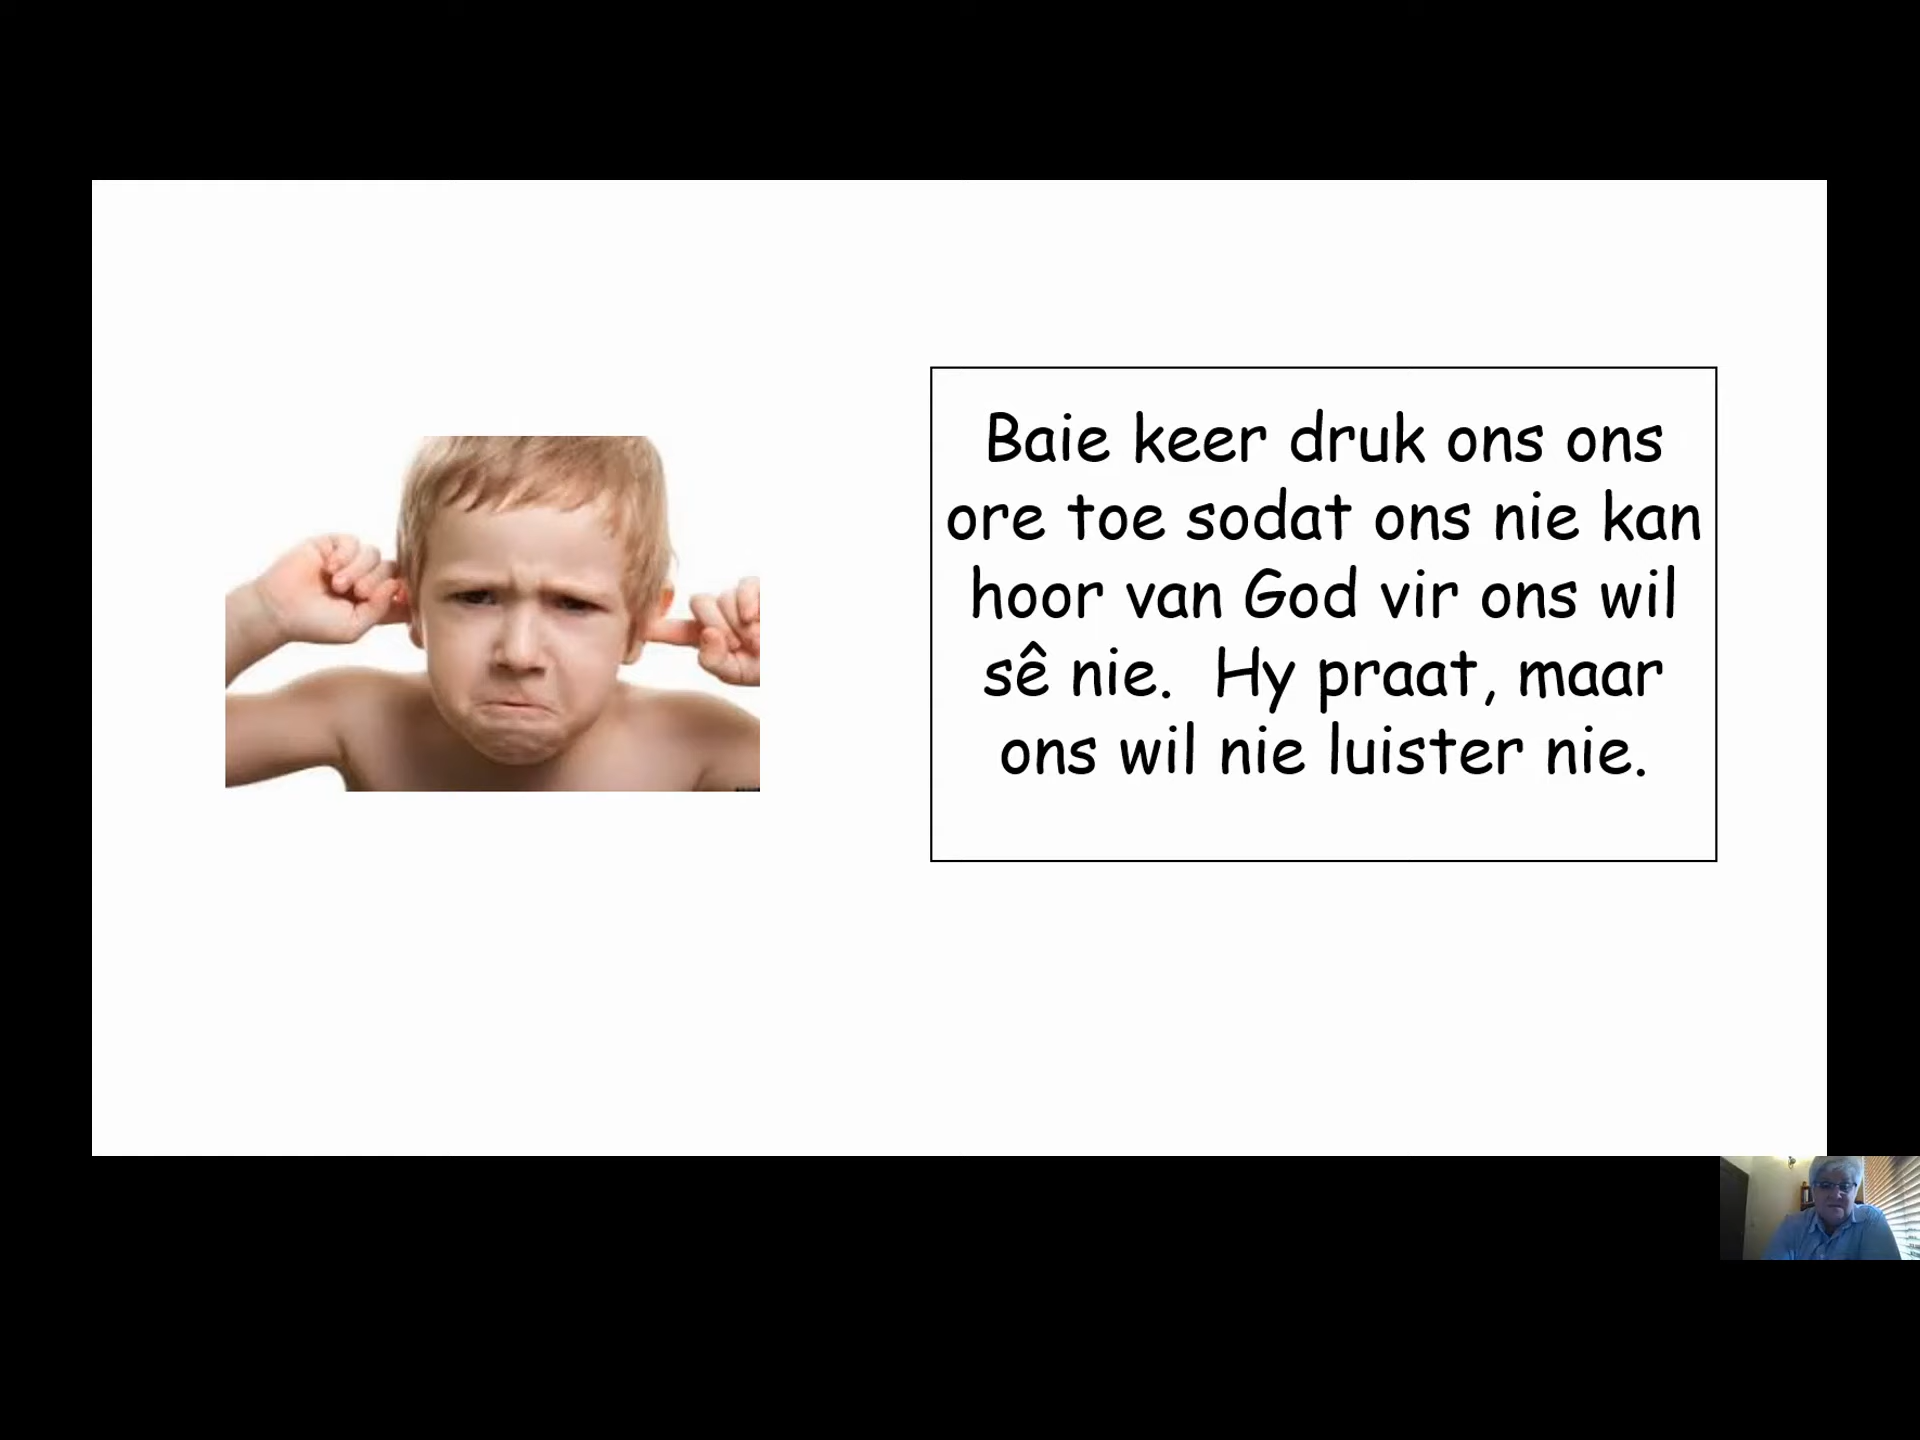 Baie keer druk ons ons
ore toe sodat ons nie kan
hoor van God vir ons wil
sê nie. Hy praat, maar
ons wil nie luister nie.